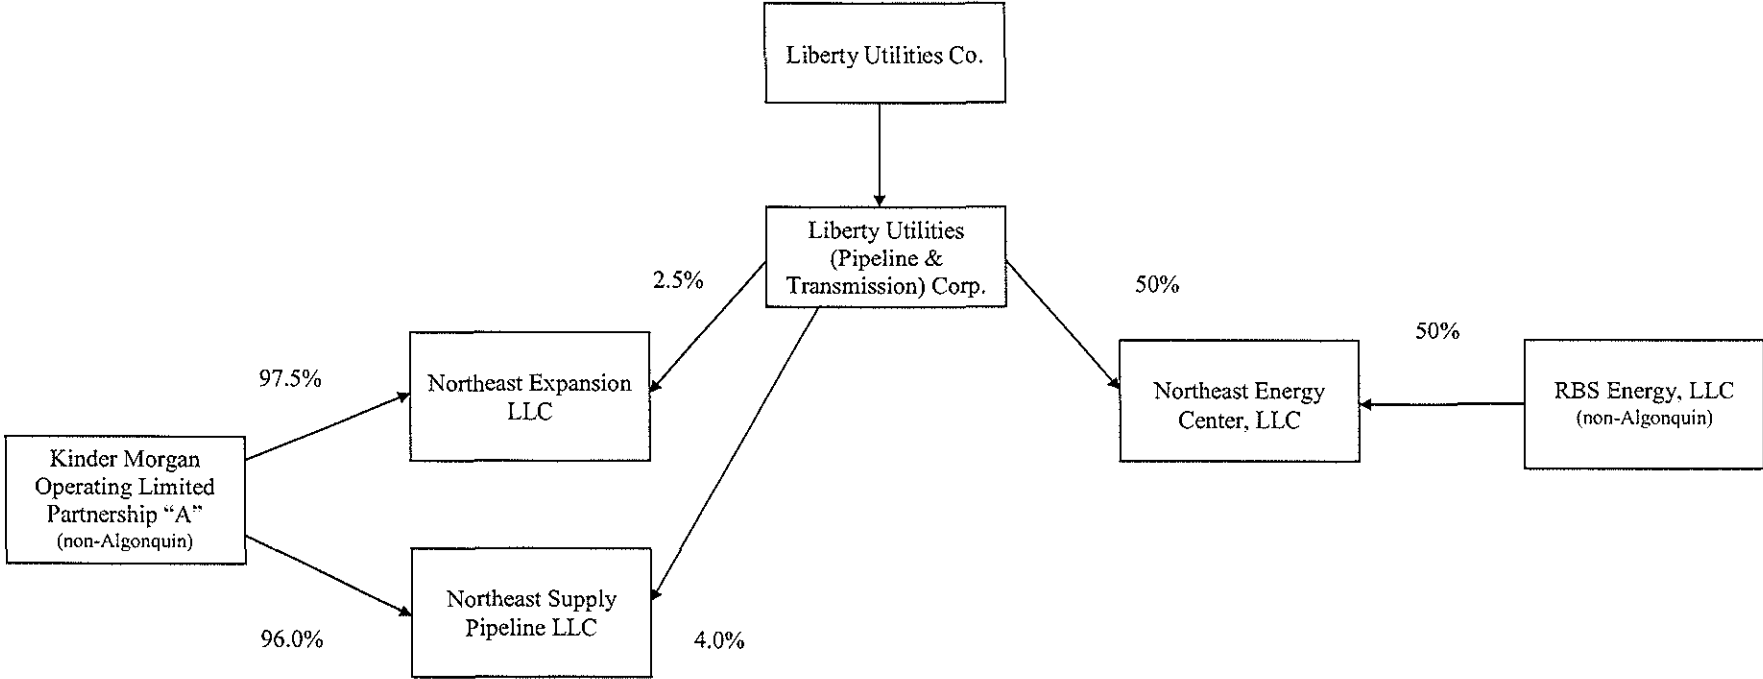 Liberty Utilities Co.
Liberty Utilities
(Pipeline &
Transmission) Corp.
2.5%
50%
50%
97.5%
Northeast Expansion
LLC
Northeast Energy
Center, LLC
RBS Energy, LLC
(non-Algonquin)
Kinder Morgan
Operating Limited
Partnership “A”
(non-Algonquin)
Northeast Supply
Pipeline LLC
96.0%
4.0%